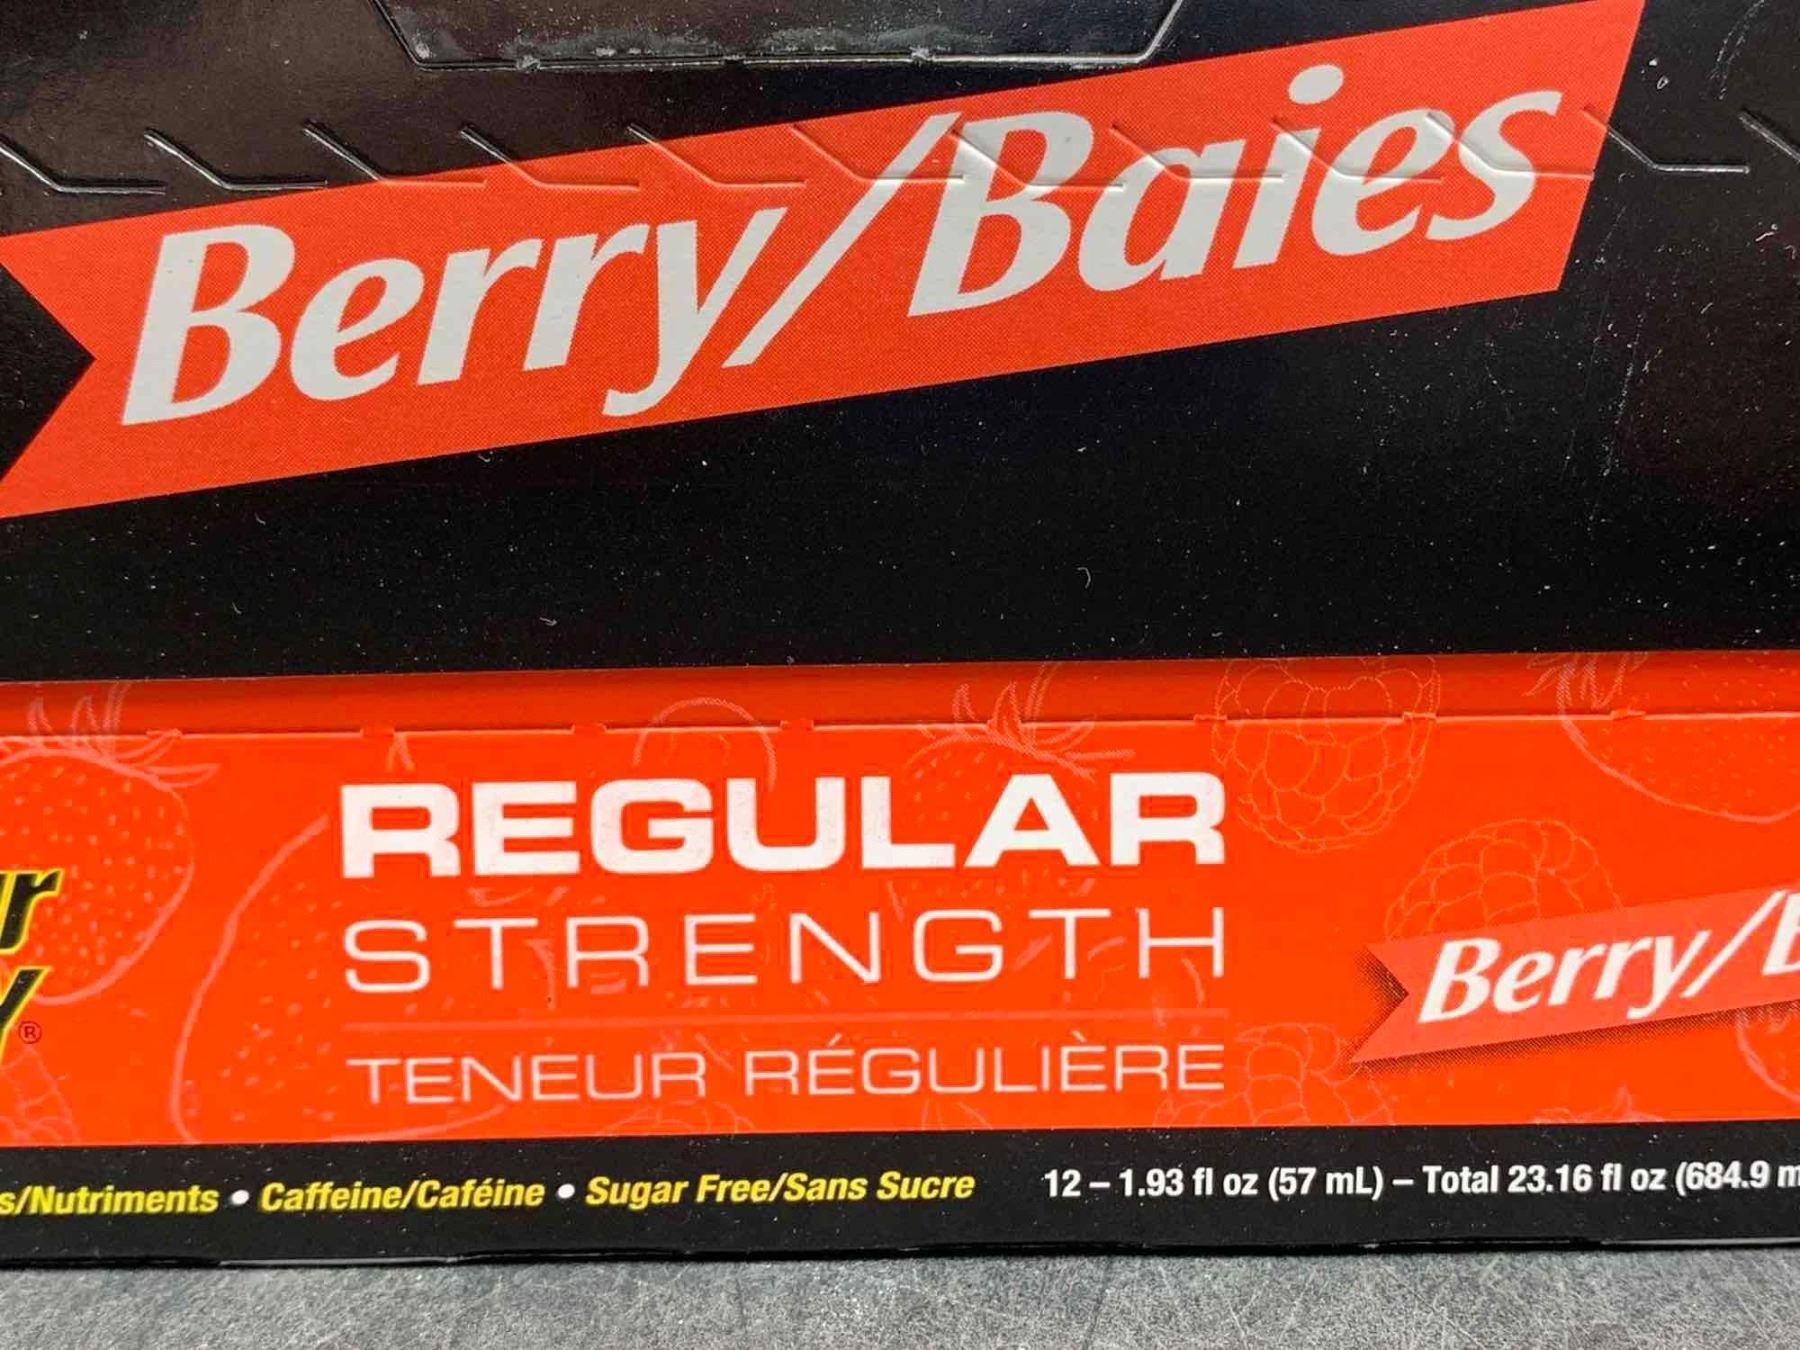 Berry/Baies
REGULAR
STRENGTH
TENEUR RÉGULIÈRE
Berry/B
r
y®
s/Nutriments • Caffeine/Caféine • Sugar Free/Sans Sucre 12 – 1.93 fl oz (57 mL) – Total 23.16 fl oz (684.9 m